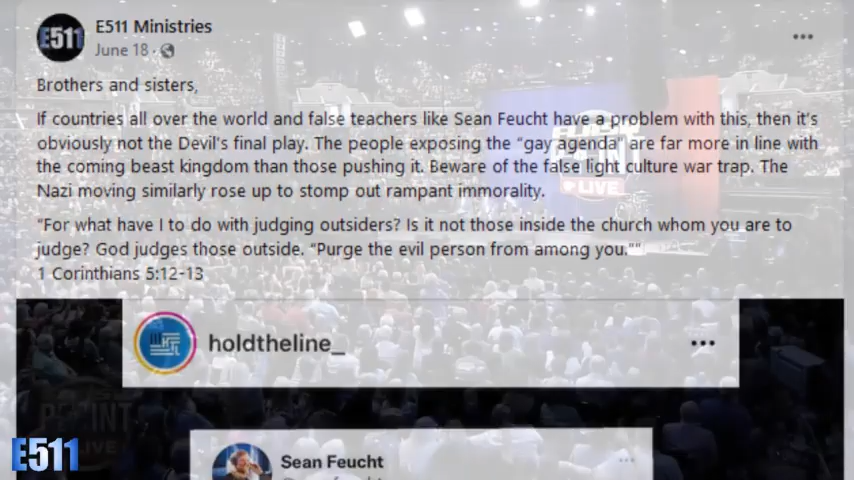 E511
E511 Ministries
June 18 ·
Brothers and sisters,
If countries all over the world and false teachers like Sean Feucht have a problem with this, then it's
obviously not the Devil's final play. The people exposing the "gay agenda" are far more in line with
the coming beast kingdom than those pushing it. Beware of the false light culture war trap. The
Nazi moving similarly rose up to stomp out rampant immorality.
"For what have I to do with judging outsiders? Is it not those inside the church whom you are to
judge? God judges those outside. "Purge the evil person from among you.""
1 Corinthians 5:12-13
holdtheline_
Sean Feucht
E511
POINT
LIVE
LIVE